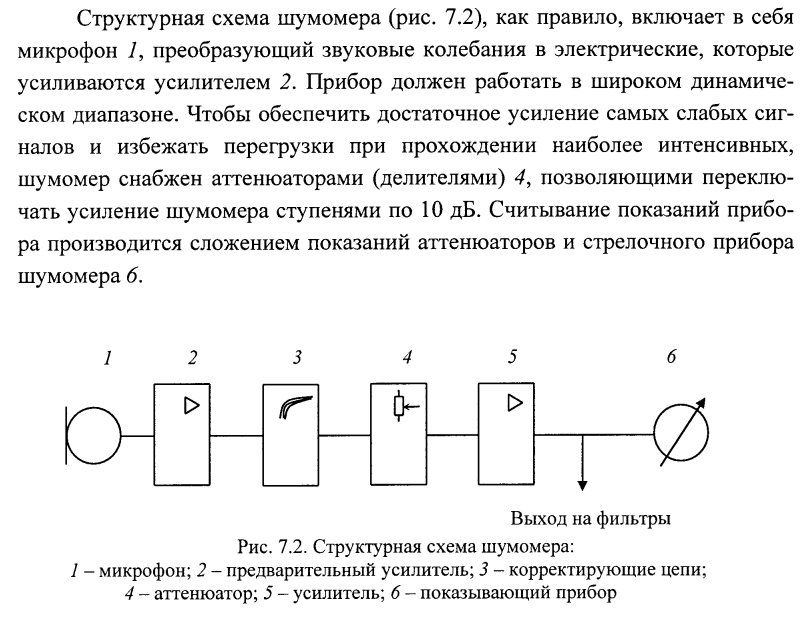 Структурная схема шумомера (рис. 7.2), как правило, включает в себя
микрофон 1, преобразующий звуковые колебания в электрические, которые
усиливаются усилителем 2. Прибор должен работать в широком динамиче-
ском диапазоне. Чтобы обеспечить достаточное усиление самых слабых сиг-
налов и избежать перегрузки при прохождении наиболее интенсивных,
шумомер снабжен аттенюаторами (делителями) 4, позволяющими переклю-
чать усиление шумомера ступенями по 10 дБ. Считывание показаний прибо-
ра производится сложением показаний аттенюаторов и стрелочного прибора
шумомера 6.
1 2 3 4 5 6
Выход на фильтры
Рис. 7.2. Структурная схема шумомера:
1 – микрофон; 2 – предварительный усилитель; 3 – корректирующие цепи;
4 – аттенюатор; 5 – усилитель; 6 – показывающий прибор